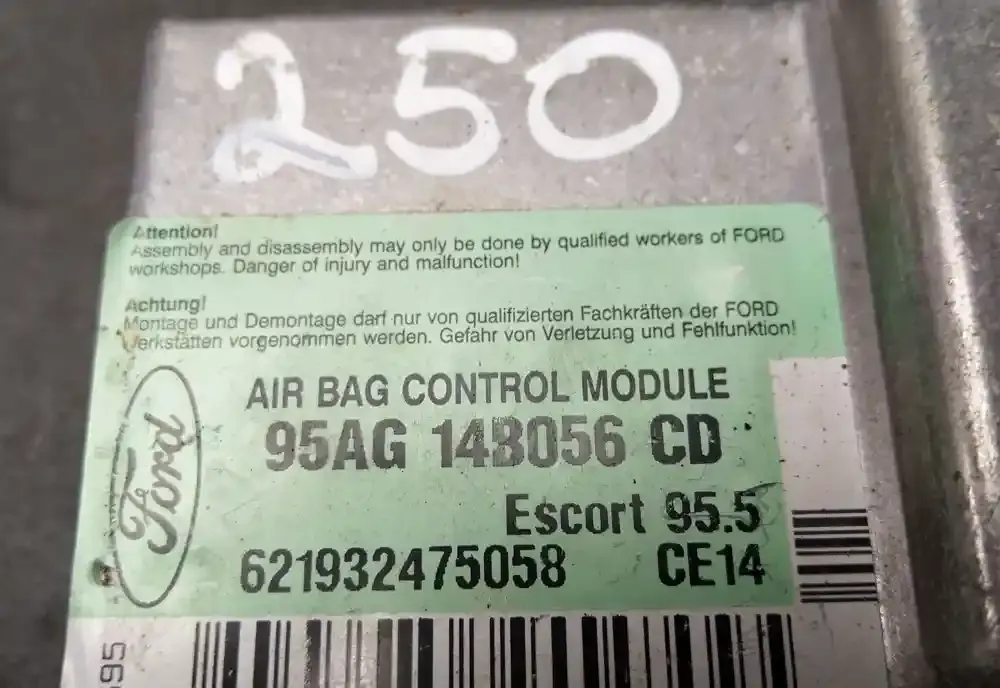 250
Attention!
Assembly and disassembly may only be done by qualified workers of FORD
workshops. Danger of injury and malfunction!
Achtung!
Montage und Demontage darf nur von qualifizierten Fachkräften der FORD
Werkstätten vorgenommen werden. Gefahr von Verletzung und Fehlfunktion!
AIR BAG CONTROL MODULE
95AG 14B056 CD
Ford
Escort 95.5
621932475058 CE14